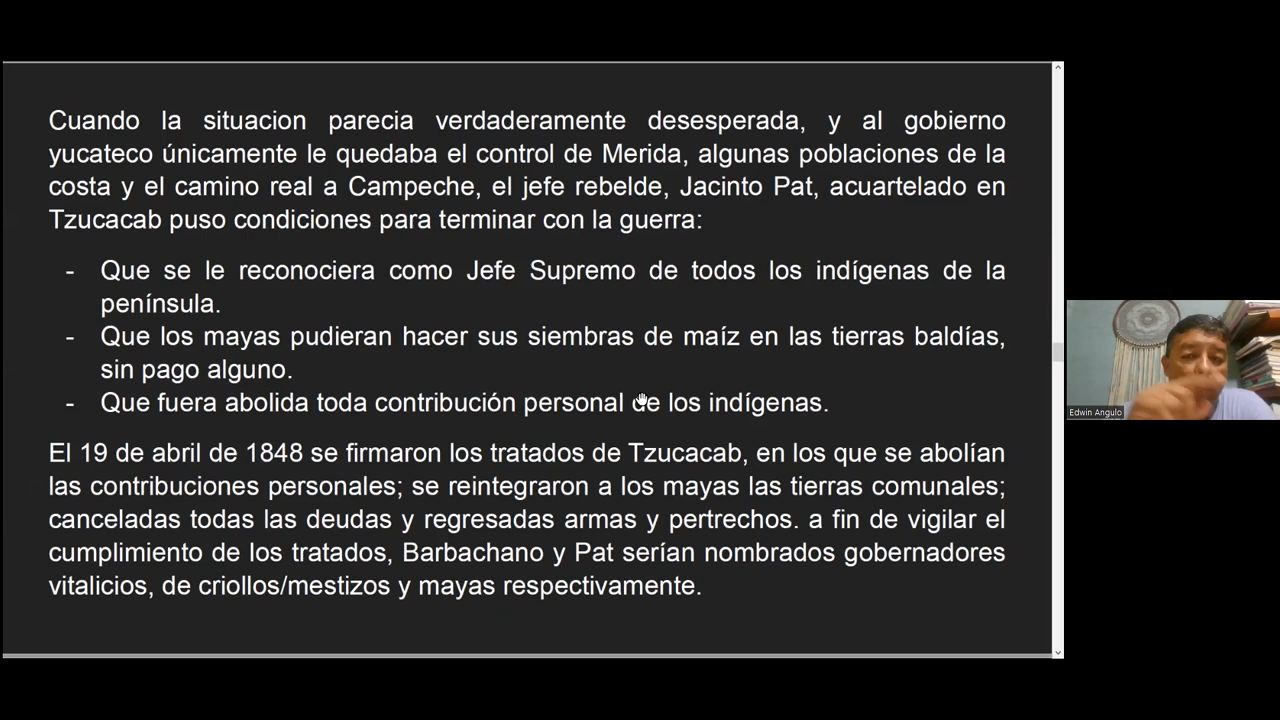 Cuando la situacion parecia verdaderamente desesperada, y al gobierno
yucateco únicamente le quedaba el control de Merida, algunas poblaciones de la
costa y el camino real a Campeche, el jefe rebelde, Jacinto Pat, acuartelado en
Tzucacab puso condiciones para terminar con la guerra:
- Que se le reconociera como Jefe Supremo de todos los indígenas de la
península.
- Que los mayas pudieran hacer sus siembras de maíz en las tierras baldías,
sin pago alguno.
- Que fuera abolida toda contribución personal de los indígenas.
El 19 de abril de 1848 se firmaron los tratados de Tzucacab, en los que se abolían
las contribuciones personales; se reintegraron a los mayas las tierras comunales;
canceladas todas las deudas y regresadas armas y pertrechos. a fin de vigilar el
cumplimiento de los tratados, Barbachano y Pat serían nombrados gobernadores
vitalicios, de criollos/mestizos y mayas respectivamente.
Edwin Angulo